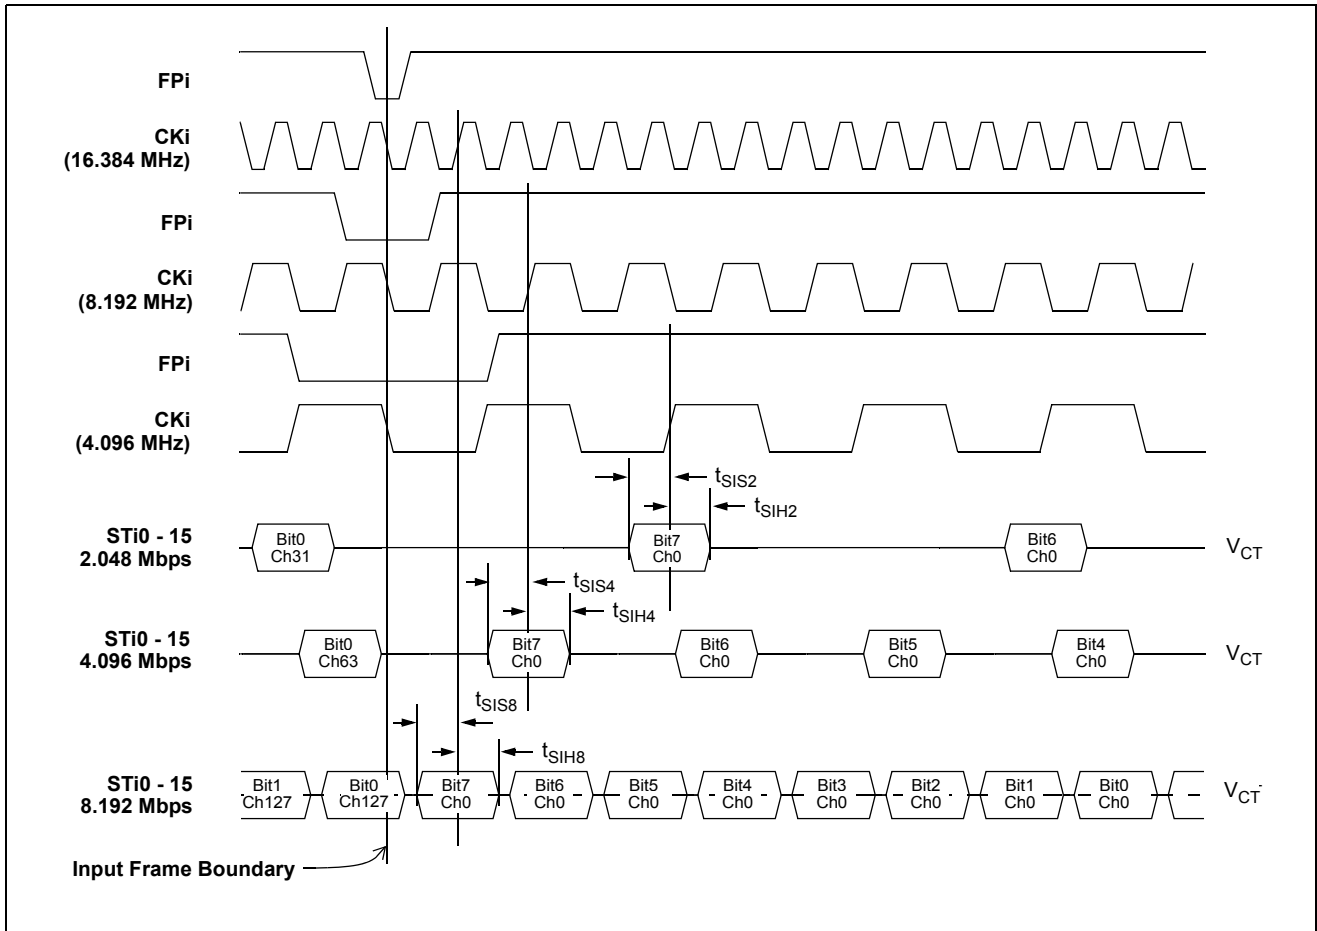 FPi
CKi
(16.384 MHz)
FPi
CKi
(8.192 MHz)
FPi
CKi
(4.096 MHz)
tSIS2
tSIH2
STi0 - 15
2.048 Mbps
Bit0
Ch31
Bit7
Ch0
Bit6
Ch0
VCT
tSIS4
tSIH4
STi0 - 15
4.096 Mbps
Bit0
Ch63
Bit7
Ch0
Bit6
Ch0
Bit5
Ch0
Bit4
Ch0
VCT
tSIS8
tSIH8
STi0 - 15
8.192 Mbps
Bit1
Ch127
Bit0
Ch127
Bit7
Ch0
Bit6
Ch0
Bit5
Ch0
Bit4
Ch0
Bit3
Ch0
Bit2
Ch0
Bit1
Ch0
Bit0
Ch0
VCT
Input Frame Boundary